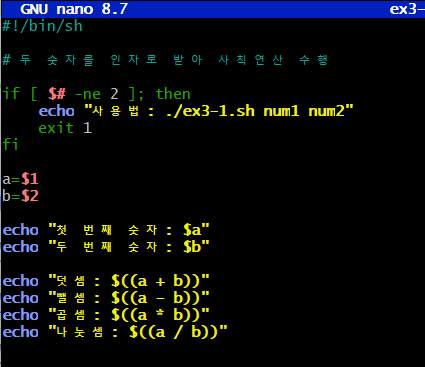 GNU nano 8.7 ex3-
#!/bin/sh
# 두 숫자를 인자로 받아 사칙연산 수행
if [ $# -ne 2 ]; then
echo "사용법: ./ex3-1.sh num1 num2"
exit 1
fi
a=$1
b=$2
echo "첫 번째 숫자: $a"
echo "두 번째 숫자: $b"
echo "덧셈: $((a + b))"
echo "뺄셈: $((a - b))"
echo "곱셈: $((a * b))"
echo "나눗셈: $((a / b))"